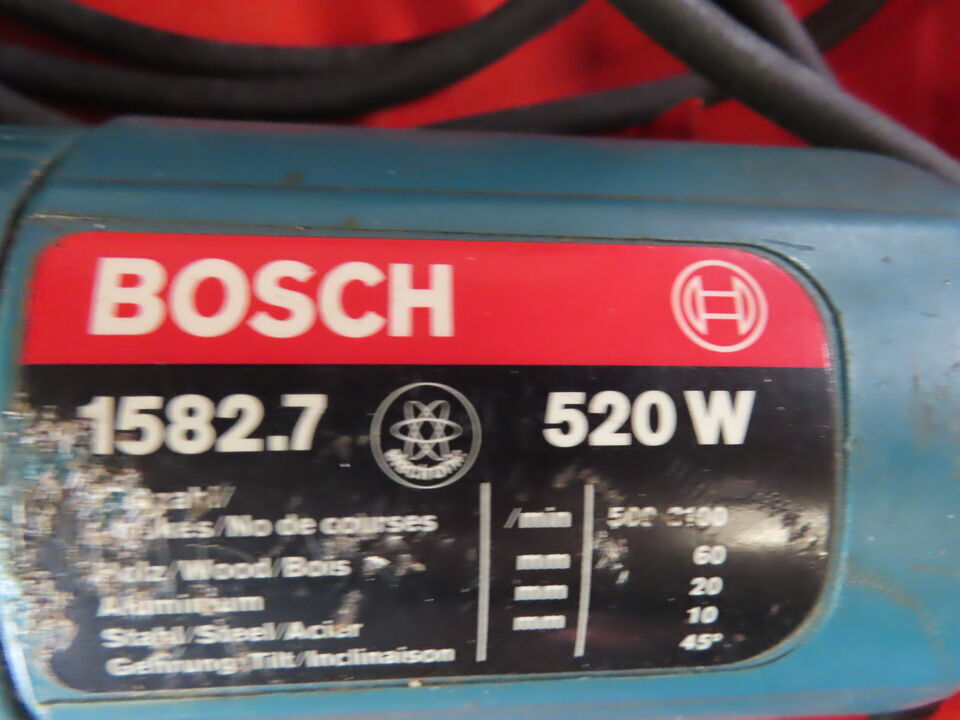 BOSCH
1582.7 520 W
/No de courses /min
/Wood/Bois mm 60
Aluminium mm 20
Stahl/Steel/Acier mm 10
Gehrung/Tilt/Inclinaison 45°